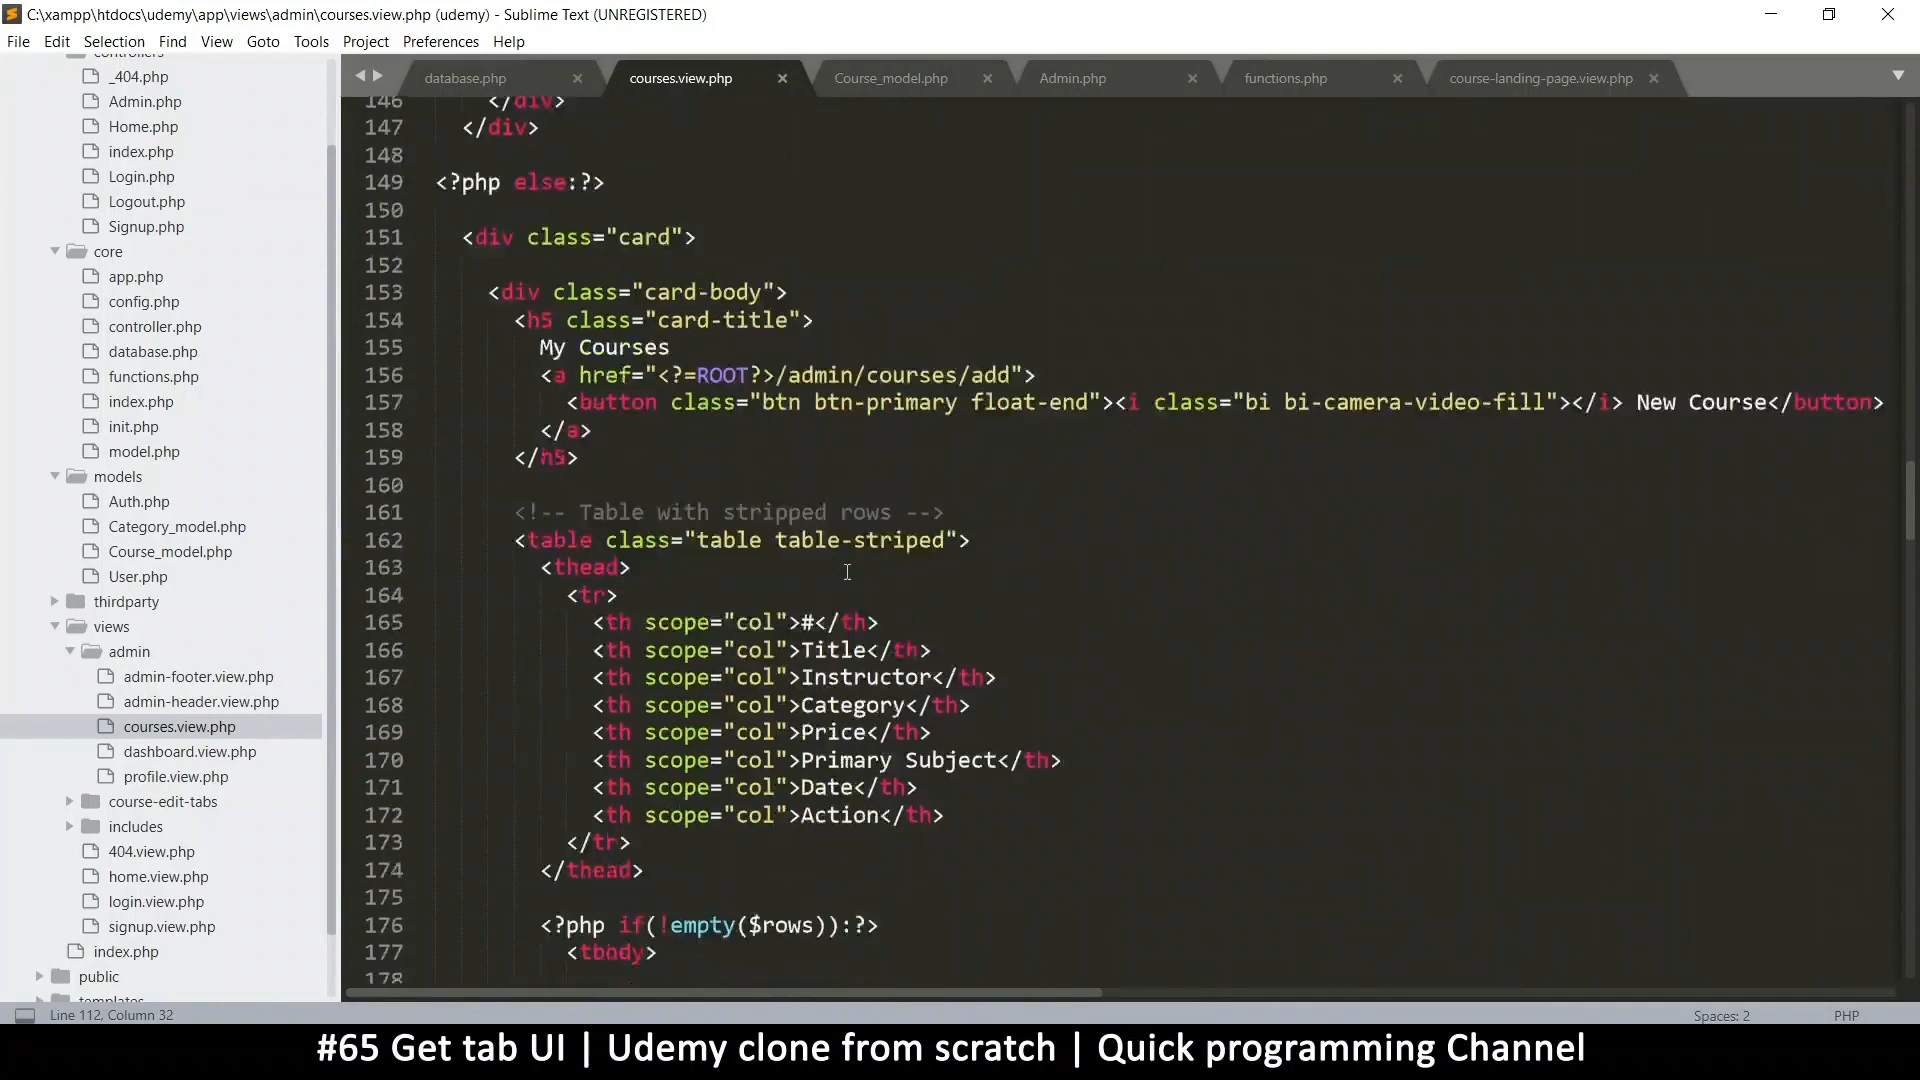 C:\xampp\htdocs\udemy\app\views\admin\courses.view.php (udemy) - Sublime Text (UNREGISTERED)
File Edit Selection Find View Goto Tools Project Preferences Help
controllers
_404.php
Admin.php
Home.php
index.php
Login.php
Logout.php
Signup.php
core
app.php
config.php
controller.php
database.php
functions.php
index.php
init.php
model.php
models
Auth.php
Category_model.php
Course_model.php
User.php
thirdparty
views
admin
admin-footer.view.php
admin-header.view.php
courses.view.php
dashboard.view.php
profile.view.php
course-edit-tabs
includes
404.view.php
home.view.php
login.view.php
signup.view.php
index.php
public
templates
database.php courses.view.php Course_model.php Admin.php functions.php course-landing-page.view.php
146 </div>
147 </div>
148
149 <?php else:?>
150
151 <div class="card">
152
153 <div class="card-body">
154 <h5 class="card-title">
155 My Courses
156 <a href="<?=ROOT?>/admin/courses/add">
157 <button class="btn btn-primary float-end"><i class="bi bi-camera-video-fill"></i> New Course</button>
158 </a>
159 </h5>
160
161 <!-- Table with stripped rows -->
162 <table class="table table-striped">
163 <thead>
164 <tr>
165 <th scope="col">#</th>
166 <th scope="col">Title</th>
167 <th scope="col">Instructor</th>
168 <th scope="col">Category</th>
169 <th scope="col">Price</th>
170 <th scope="col">Primary Subject</th>
171 <th scope="col">Date</th>
172 <th scope="col">Action</th>
173 </tr>
174 </thead>
175
176 <?php if(!empty($rows)):?>
177 <tbody>
178
Line 112, Column 32 Spaces: 2 PHP
#65 Get tab UI | Udemy clone from scratch | Quick programming Channel